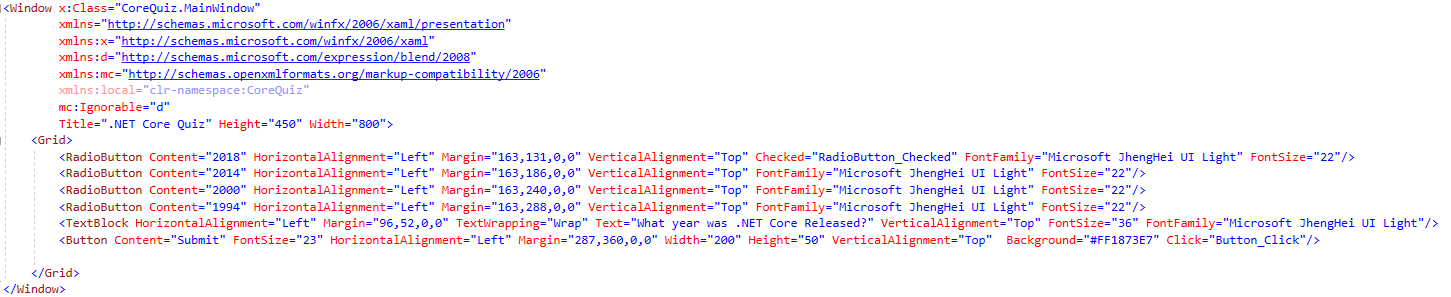 <Window x:Class="CoreQuiz.MainWindow"
xmlns="http://schemas.microsoft.com/winfx/2006/xaml/presentation"
xmlns:x="http://schemas.microsoft.com/winfx/2006/xaml"
xmlns:d="http://schemas.microsoft.com/expression/blend/2008"
xmlns:mc="http://schemas.openxmlformats.org/markup-compatibility/2006"
xmlns:local="clr-namespace:CoreQuiz"
mc:Ignorable="d"
Title=".NET Core Quiz" Height="450" Width="800">
<Grid>
<RadioButton Content="2018" HorizontalAlignment="Left" Margin="163,131,0,0" VerticalAlignment="Top" Checked="RadioButton_Checked" FontFamily="Microsoft JhengHei UI Light" FontSize="22"/>
<RadioButton Content="2014" HorizontalAlignment="Left" Margin="163,186,0,0" VerticalAlignment="Top" FontFamily="Microsoft JhengHei UI Light" FontSize="22"/>
<RadioButton Content="2000" HorizontalAlignment="Left" Margin="163,240,0,0" VerticalAlignment="Top" FontFamily="Microsoft JhengHei UI Light" FontSize="22"/>
<RadioButton Content="1994" HorizontalAlignment="Left" Margin="163,288,0,0" VerticalAlignment="Top" FontFamily="Microsoft JhengHei UI Light" FontSize="22"/>
<TextBlock HorizontalAlignment="Left" Margin="96,52,0,0" TextWrapping="Wrap" Text="What year was .NET Core Released?" VerticalAlignment="Top" FontSize="36" FontFamily="Microsoft JhengHei UI Light"/>
<Button Content="Submit" FontSize="23" HorizontalAlignment="Left" Margin="287,360,0,0" Width="200" Height="50" VerticalAlignment="Top"  Background="#FF1873E7" Click="Button_Click"/>
</Grid>
</Window>